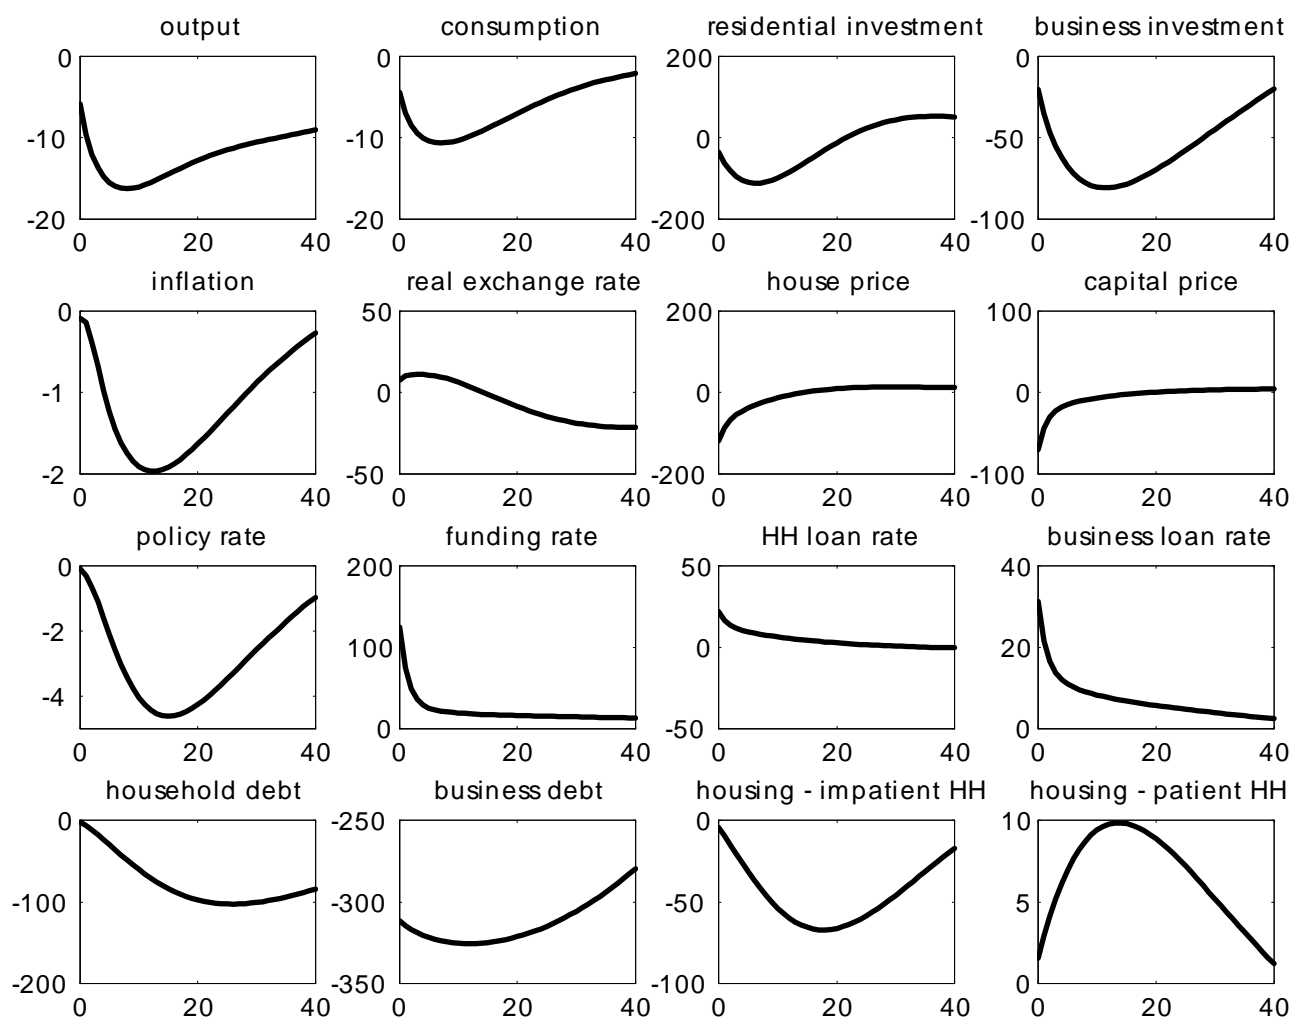 output consumption residential investment business investment
0 0 200 0
-10 -10 0 -50
-20 -20 -200 -100
0 20 40 0 20 40 0 20 40 0 20 40
inflation real exchange rate house price capital price
0 50 200 100
-1 0 0 0
-2 -50 -200 -100
0 20 40 0 20 40 0 20 40 0 20 40
policy rate funding rate HH loan rate business loan rate
0 200 50 40
-2 100 0 20
-4 0 -50 0
0 20 40 0 20 40 0 20 40 0 20 40
household debt business debt housing - impatient HH housing - patient HH
0 -250 0 10
-100 -300 -50 5
-200 -350 -100 0
0 20 40 0 20 40 0 20 40 0 20 40